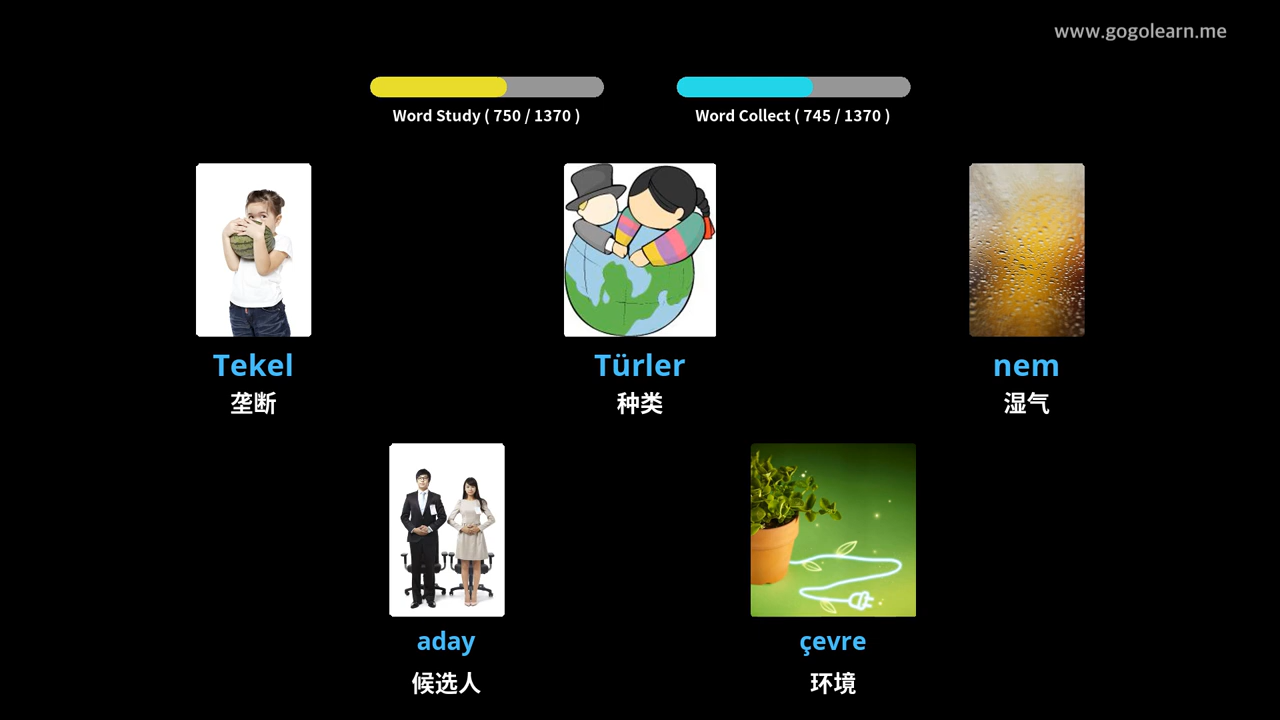 www.gogolearn.me
Word Study ( 750 / 1370 )
Word Collect ( 745 / 1370 )
Tekel
垄断
Türler
种类
nem
湿气
aday
候选人
çevre
环境